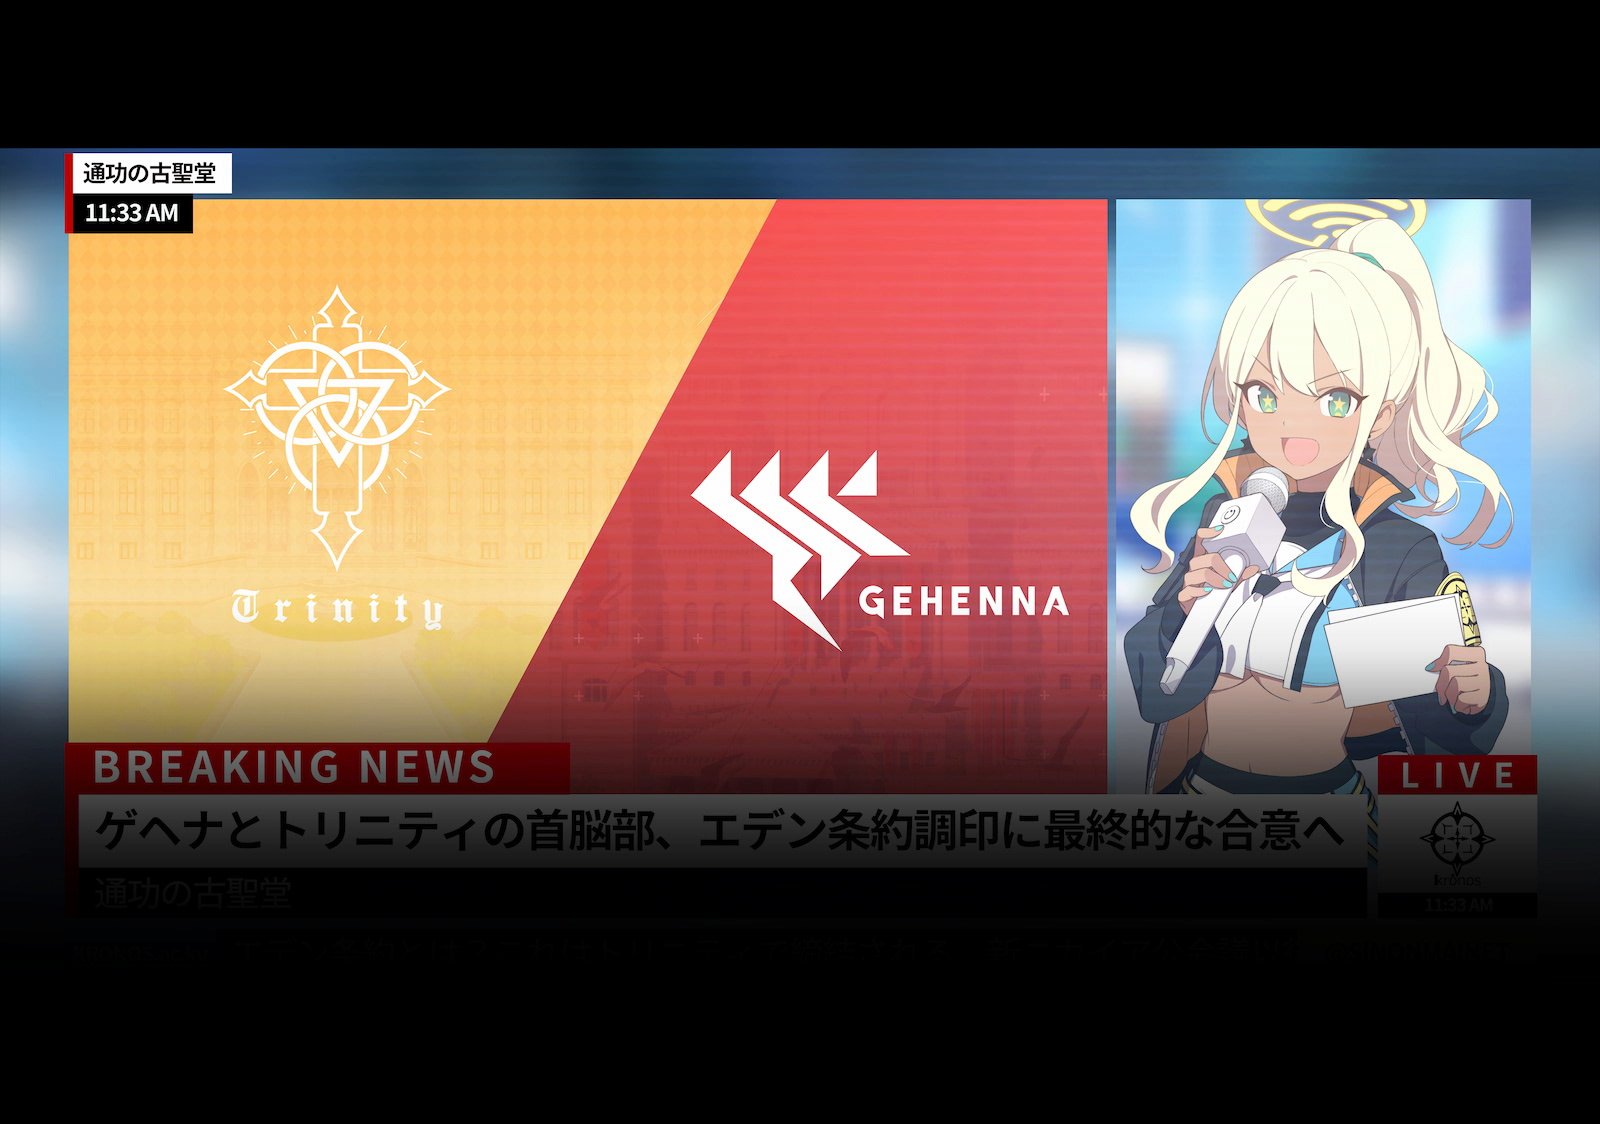 通功の古聖堂
11:33 AM
Trinity
GEHENNA
BREAKING NEWS
LIVE
ゲヘナとトリニティの首脳部、エデン条約調印に最終的な合意へ
kronos
通功の古聖堂
11:33 AM